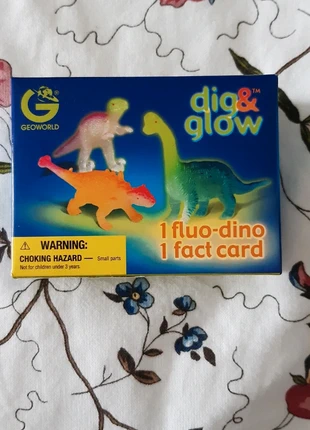 G®
GEOWORLD
dig&™
glow
1 fluo-dino
1 fact card
WARNING:
CHOKING HAZARD — Small parts
Not for children under 3 years.